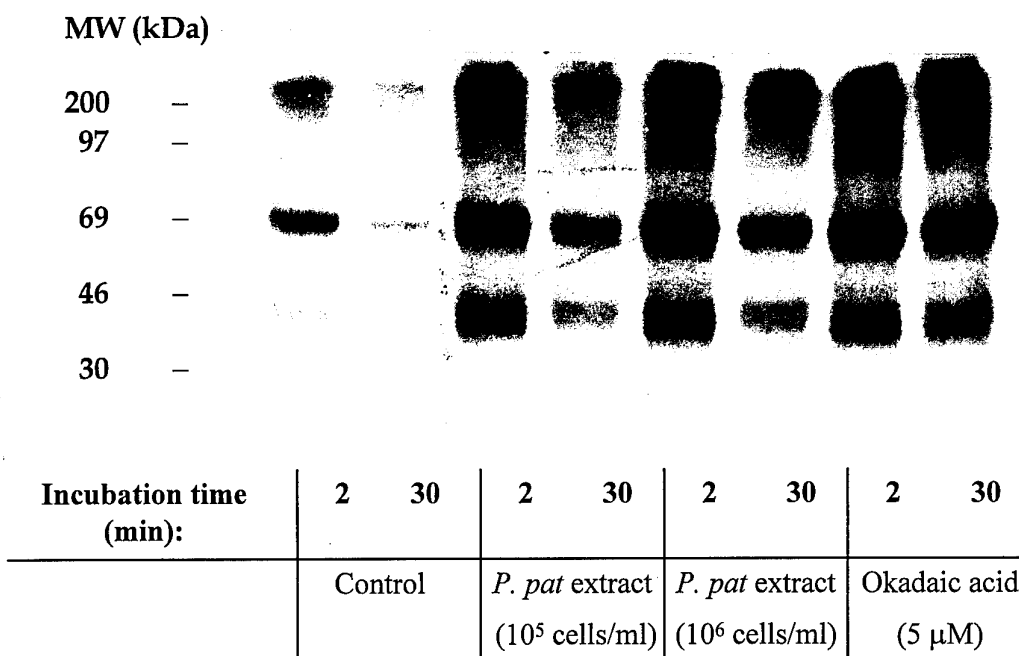 MW (kDa)
200 –
97 –
69 –
46 –
30 –
Incubation time (min): 2 30 2 30 2 30 2 30
Control P. pat extract (10⁵ cells/ml) P. pat extract (10⁶ cells/ml) Okadaic acid (5 μM)